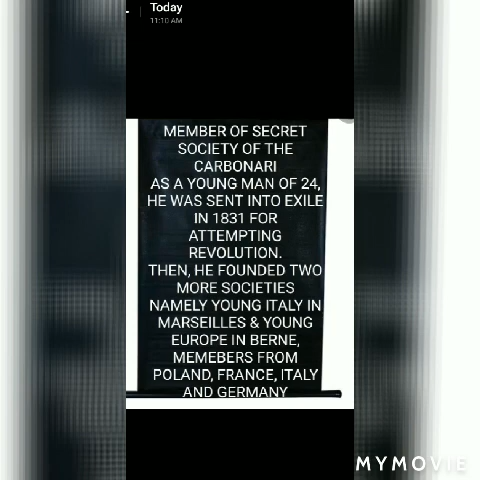 Today
11:10 AM
MEMBER OF SECRET
SOCIETY OF THE
CARBONARI
AS A YOUNG MAN OF 24,
HE WAS SENT INTO EXILE
IN 1831 FOR
ATTEMPTING
REVOLUTION.
THEN, HE FOUNDED TWO
MORE SOCIETIES
NAMELY YOUNG ITALY IN
MARSEILLES & YOUNG
EUROPE IN BERNE,
MEMEBERS FROM
POLAND, FRANCE, ITALY
AND GERMANY
MYMOVIE